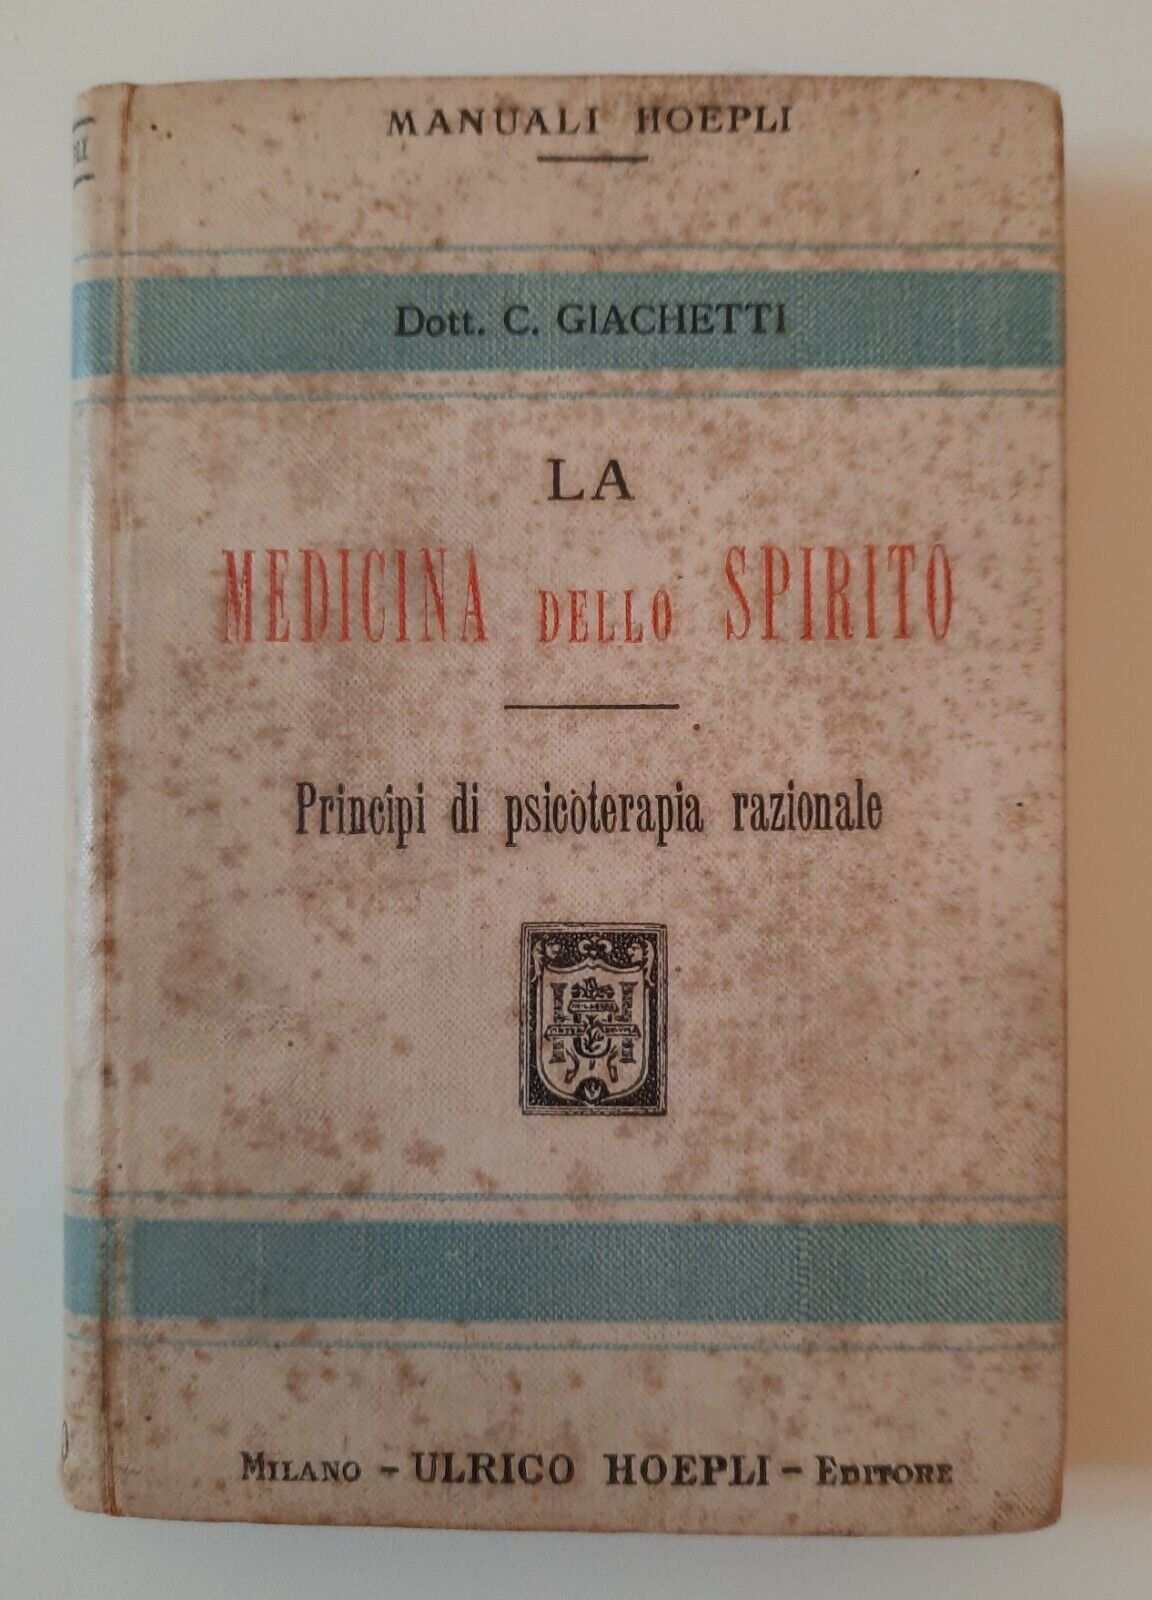 MANUALI HOEPLI
Dott. C. GIACHETTI
LA
MEDICINA DELLO SPIRITO
Principi di psicoterapia razionale
MILANO - ULRICO HOEPLI - EDITORE